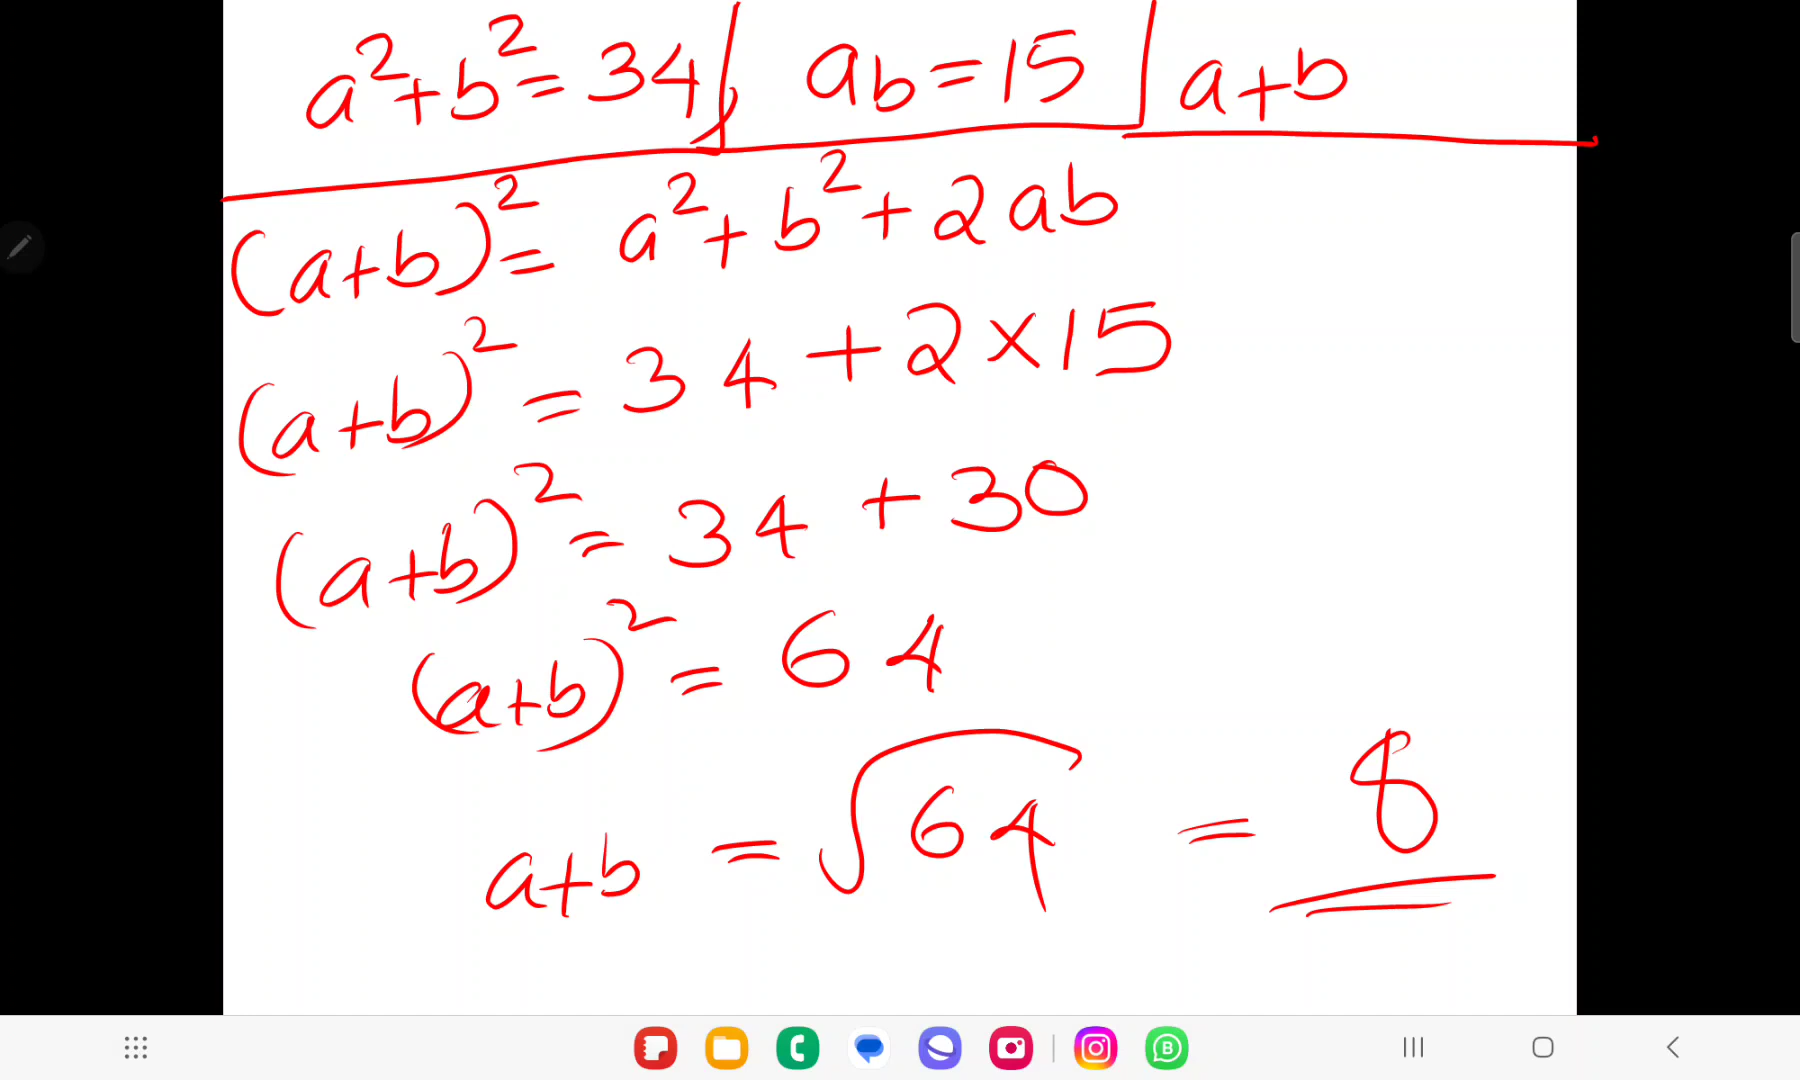 a²+b²=34 | ab=15 | a+b
(a+b)²= a²+b²+2ab
(a+b)² = 34+2×15
(a+b)² = 34 + 30
(a+b)² = 64
a+b = √64 = 8
B